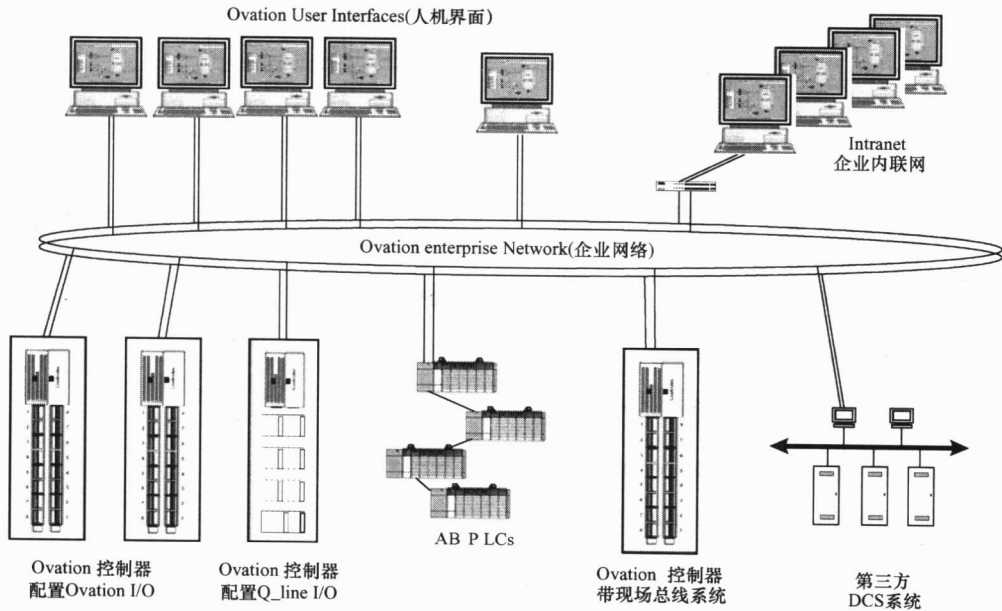 Ovation User Interfaces(人机界面)
Intranet
企业内联网
Ovation enterprise Network(企业网络)
AB P LCs
Ovation 控制器
配置Ovation I/O
Ovation 控制器
配置Q_line I/O
Ovation 控制器
带现场总线系统
第三方
DCS系统